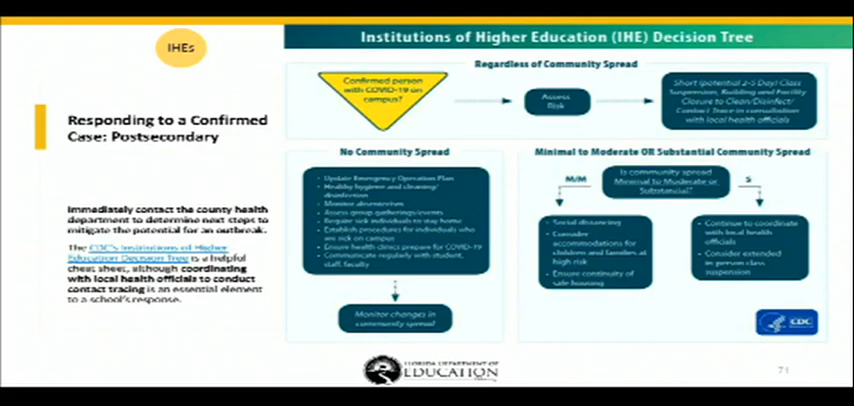 IHEs
Responding to a Confirmed
Case: Postsecondary
Immediately contact the county health
department to determine next steps to
mitigate the potential for an outbreak.
The CDC's Institutions of Higher
Education Decision Tree is a helpful
cheat sheet, although coordinating
with local health officials to conduct
contact tracing is an essential element
to a school's response.
Institutions of Higher Education (IHE) Decision Tree
Regardless of Community Spread
Confirmed person
with COVID-19 on
campus?
Assess
Risk
Short (potential 2-5 Day) Class
Suspension, Building and Facility
Closure to Clean/Disinfect/
Contact Trace in consultation
with local health officials
No Community Spread
• Update Emergency Operation Plan
• Healthy hygiene and cleaning/
disinfection
• Monitor absenteeism
• Assess group gatherings/events
• Require sick individuals to stay home
• Establish procedures for individuals who
are sick on campus
• Ensure health clinics prepare for COVID-19
• Communicate regularly with student,
staff, faculty
Monitor changes in
community spread
Minimal to Moderate OR Substantial Community Spread
Is community spread
Minimal to Moderate or
Substantial?
M/M
S
• Social distancing
• Consider
accommodations for
children and families at
high risk
• Ensure continuity of
safe housing
• Continue to coordinate
with local health
officials
• Consider extended
in person class
suspension
CDC
FLORIDA DEPARTMENT OF
EDUCATION
71